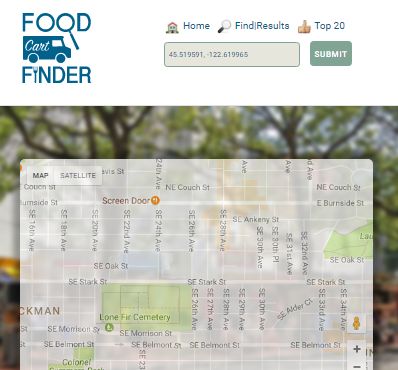 FOOD
Cart
FINDER
Home
Find|Results
Top 20
45.519591, -122.619965
SUBMIT
MAP
SATELLITE
avis St
E Couch St
NE Couch St
NE Couch St
urnside St
Screen Door
E Burnside St
SE Ankeny St
SE 16th Ave
SE 18th Ave
SE 20th Ave
SE 22nd Ave
SE 24th Ave
SE 26th Ave
SE 28th Ave
SE 30th Ave
SE 30th Pl
SE 31st Ave
SE 32nd Ave
Lau
SE Oak St
SE Oak St
SE Stark St
SE Stark St
SE Stark St
CKMAN
Lone Fir Cemetery
SE 26th Ave
SE 27th Ave
SE 28th Ave
SE 29th Ave
SE 30th Ave
SE Alder Ct
SE 33rd Ave
SE 34th Ave
SE Morrison St
SE Morrison St
SE Belmont St
SE Belmont St
SE Belmont St
SE Belmont St
Colonel
SE 23
+